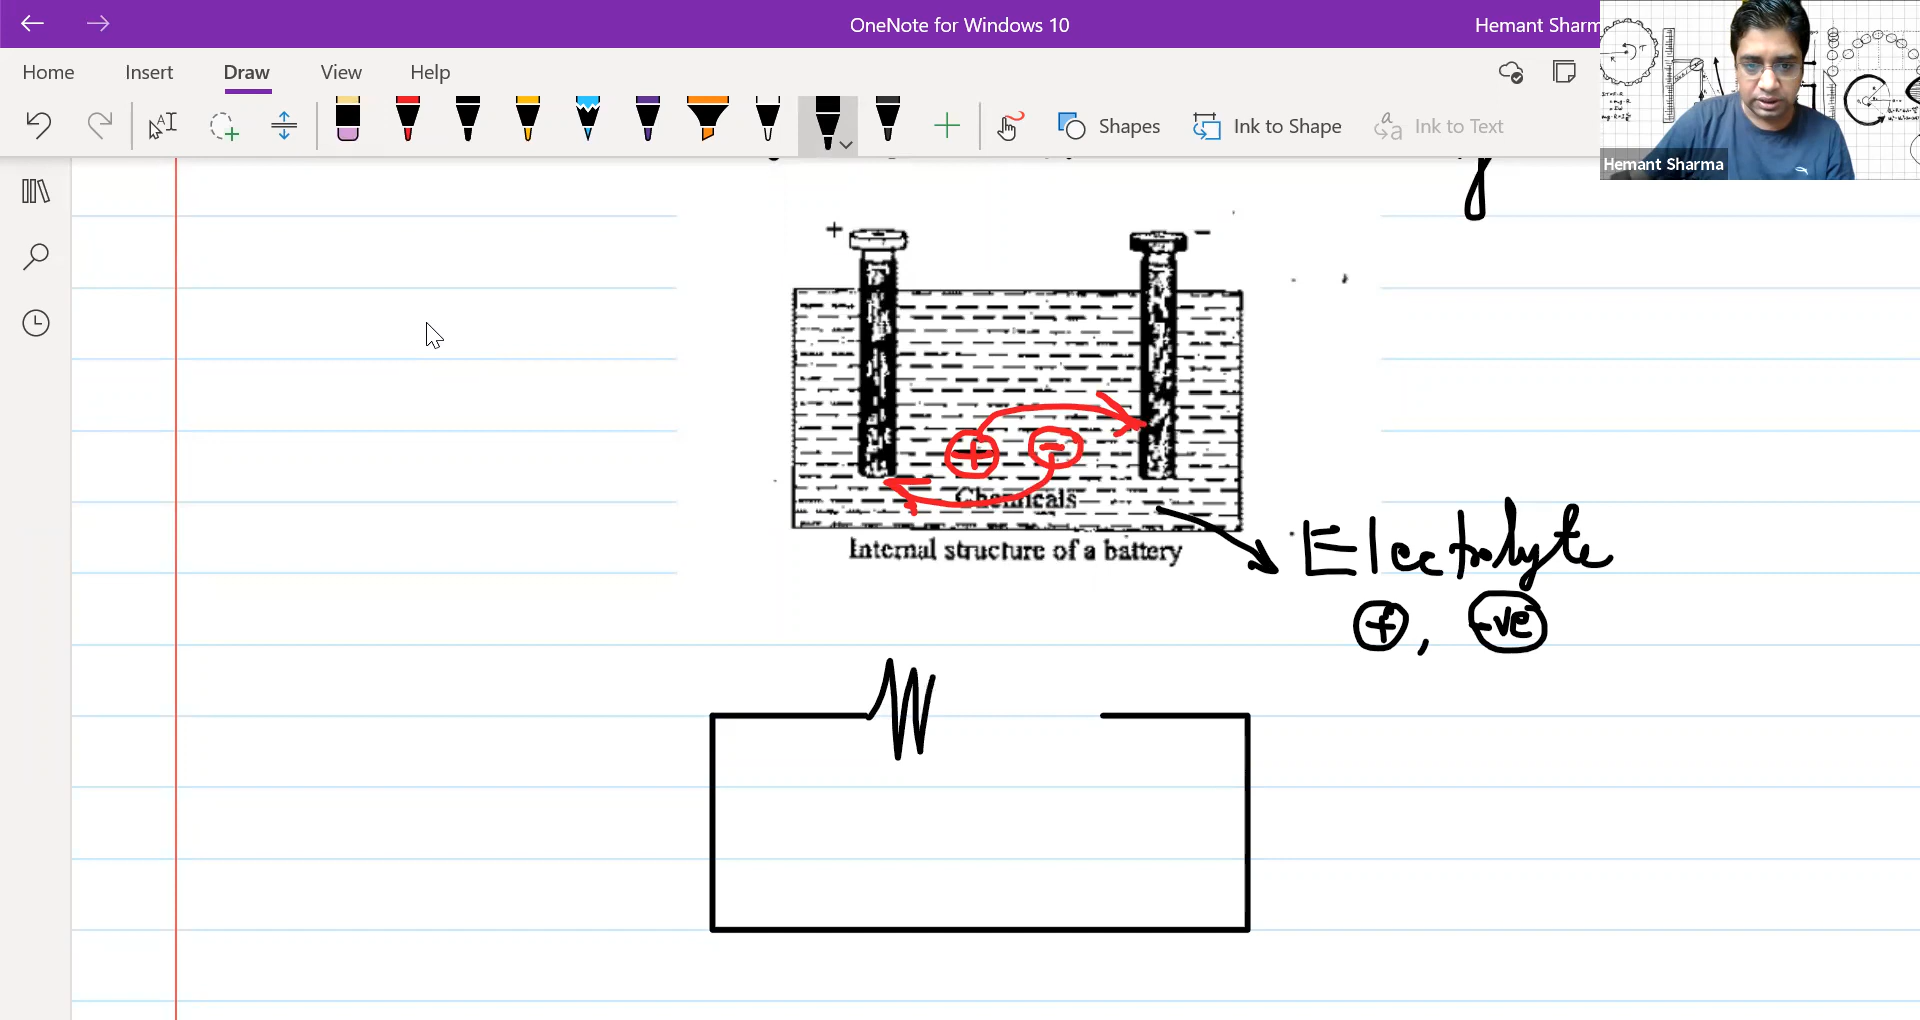 OneNote for Windows 10
Hemant Sharm
Home Insert Draw View Help
Shapes Ink to Shape Ink to Text
Hemant Sharma
+ −
+ −
Chemicals
Internal structure of a battery
Electrolyte
+, -ve